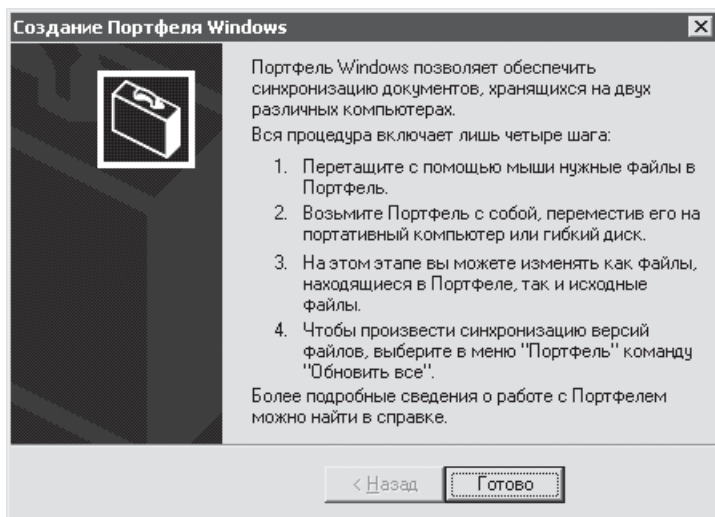 Создание Портфеля Windows
Портфель Windows позволяет обеспечить
синхронизацию документов, хранящихся на двух
различных компьютерах.
Вся процедура включает лишь четыре шага:
1. Перетащите с помощью мыши нужные файлы в
Портфель.
2. Возьмите Портфель с собой, переместив его на
портативный компьютер или гибкий диск.
3. На этом этапе вы можете изменять как файлы,
находящиеся в Портфеле, так и исходные
файлы.
4. Чтобы произвести синхронизацию версий
файлов, выберите в меню "Портфель" команду
"Обновить все".
Более подробные сведения о работе с Портфелем
можно найти в справке.
< Назад Готово